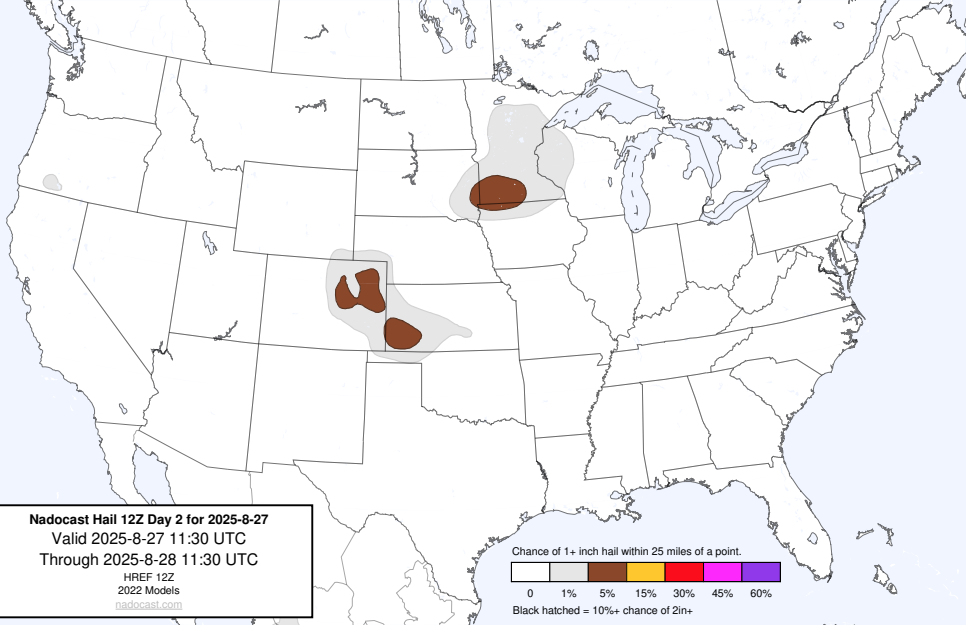 Nadocast Hail 12Z Day 2 for 2025-8-27
Valid 2025-8-27 11:30 UTC
Through 2025-8-28 11:30 UTC
HREF 12Z
2022 Models
nadocast.com
Chance of 1+ inch hail within 25 miles of a point.
0 1% 5% 15% 30% 45% 60%
Black hatched = 10%+ chance of 2in+